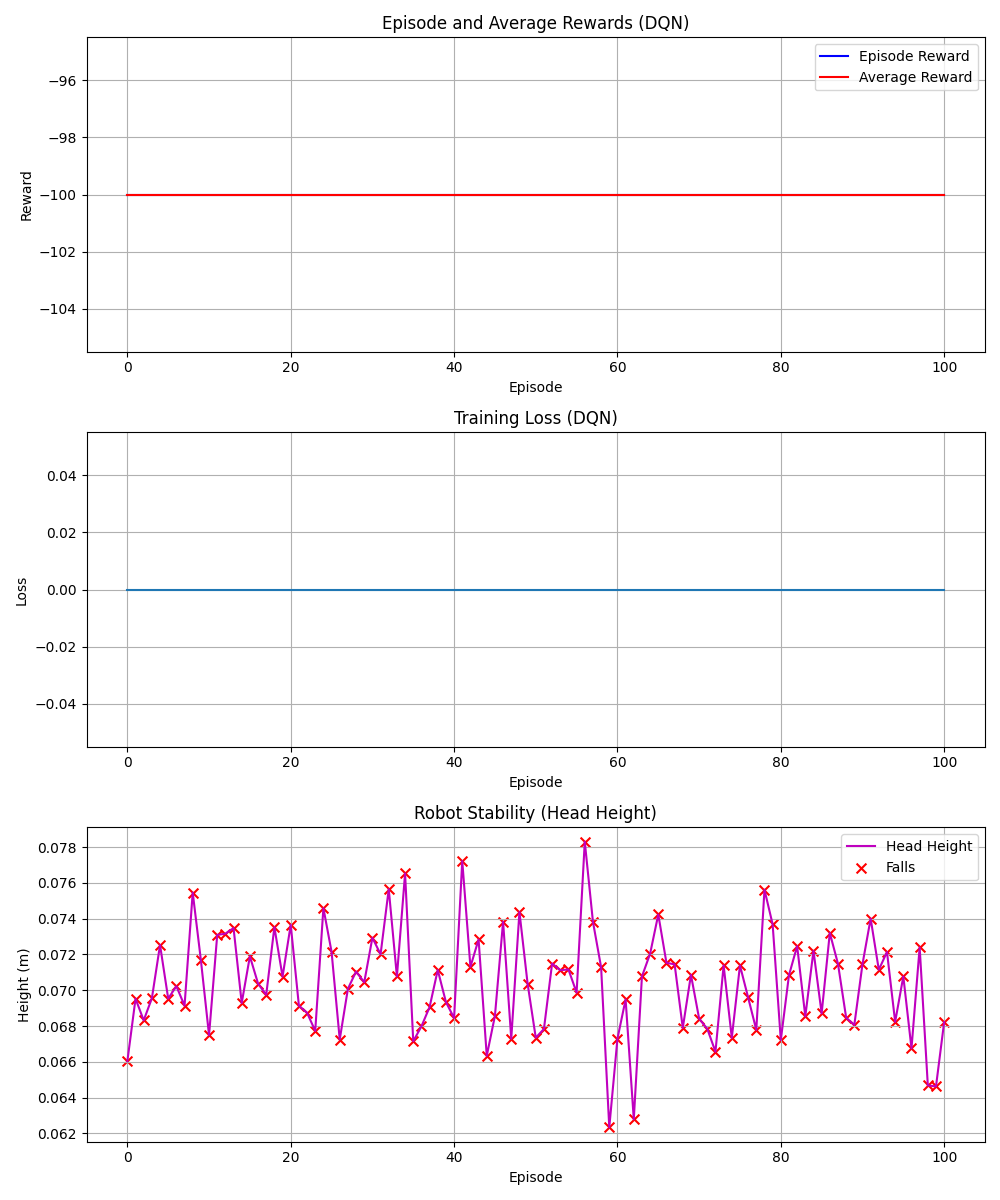 Episode and Average Rewards (DQN)
Episode Reward
Average Reward
−96
−98
−100
−102
−104
Reward
0 20 40 60 80 100
Episode
Training Loss (DQN)
0.04
0.02
0.00
−0.02
−0.04
Loss
0 20 40 60 80 100
Episode
Robot Stability (Head Height)
Head Height
Falls
0.078
0.076
0.074
0.072
0.070
0.068
0.066
0.064
0.062
Height (m)
0 20 40 60 80 100
Episode